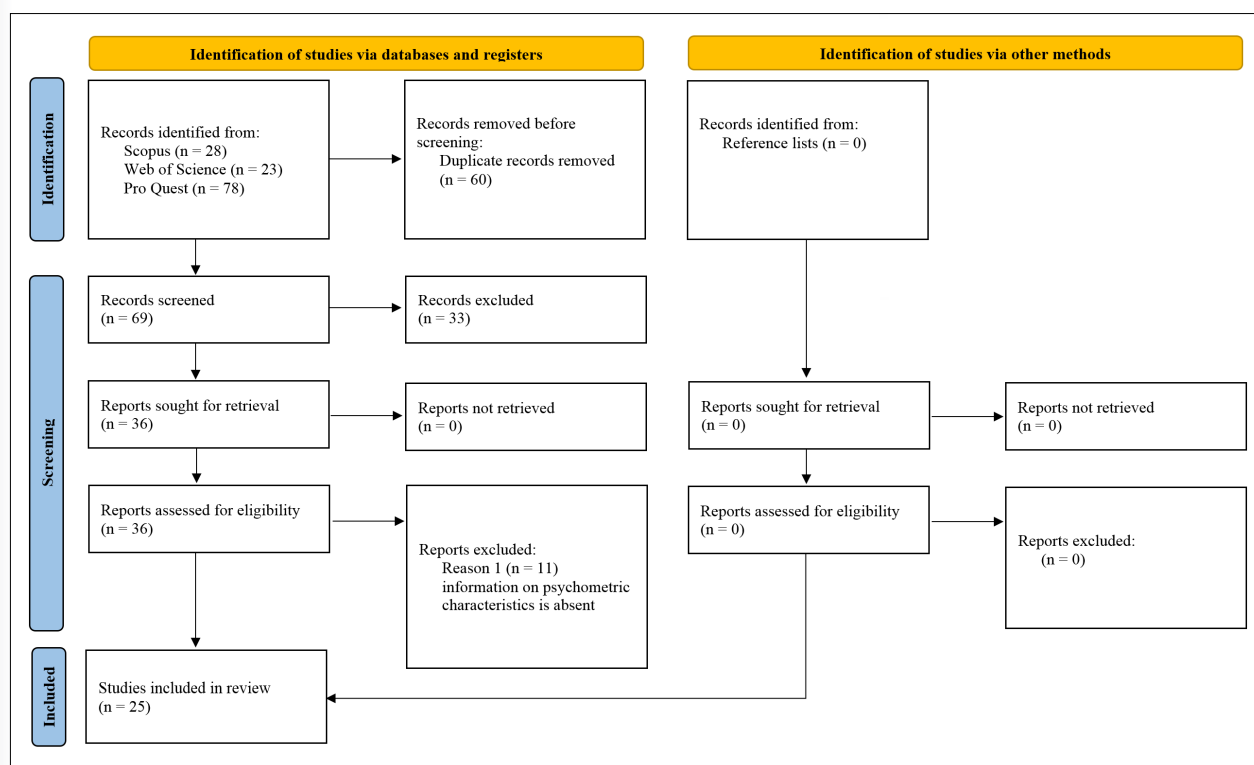 Identification of studies via databases and registers
Identification of studies via other methods
Identification
Records identified from:
Scopus (n = 28)
Web of Science (n = 23)
Pro Quest (n = 78)
Records removed before
screening:
Duplicate records removed
(n = 60)
Records identified from:
Reference lists (n = 0)
Screening
Records screened
(n = 69)
Records excluded
(n = 33)
Reports sought for retrieval
(n = 36)
Reports not retrieved
(n = 0)
Reports sought for retrieval
(n = 0)
Reports not retrieved
(n = 0)
Reports assessed for eligibility
(n = 36)
Reports excluded:
Reason 1 (n = 11)
information on psychometric
characteristics is absent
Reports assessed for eligibility
(n = 0)
Reports excluded:
(n = 0)
Included
Studies included in review
(n = 25)